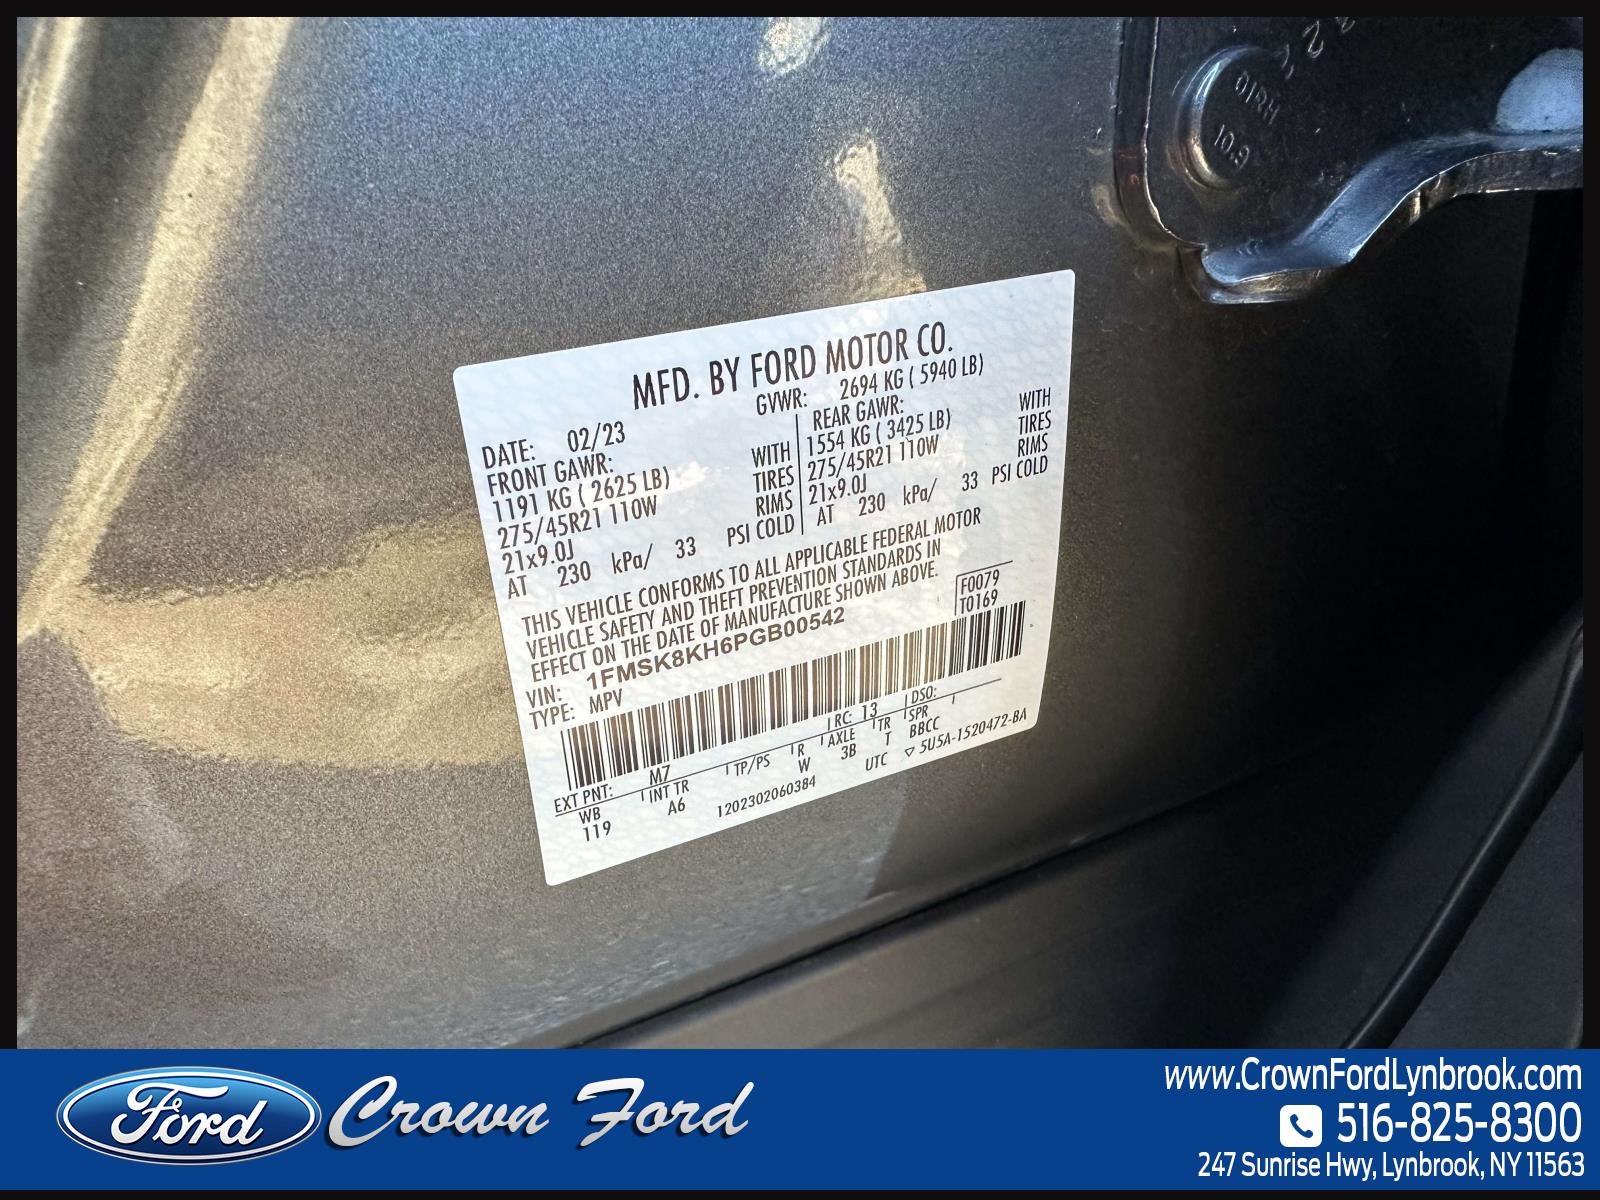 01RH
10.9
MFD. BY FORD MOTOR CO.
DATE: 02/23
GVWR: 2694 KG ( 5940 LB)
FRONT GAWR:
1191 KG ( 2625 LB)
WITH
275/45R21 110W
TIRES
21x9.0J
RIMS
AT 230 kPa/ 33 PSI COLD
REAR GAWR:
1554 KG ( 3425 LB)
WITH
275/45R21 110W
TIRES
21x9.0J
RIMS
AT 230 kPa/ 33 PSI COLD
THIS VEHICLE CONFORMS TO ALL APPLICABLE FEDERAL MOTOR
VEHICLE SAFETY AND THEFT PREVENTION STANDARDS IN
EFFECT ON THE DATE OF MANUFACTURE SHOWN ABOVE.
F0079
T0169
VIN: 1FMSK8KH6PGB00542
TYPE: MPV
EXT PNT: M7 RC: 13 DSO:
WB INT TR TP/PS R AXLE TR SPR
119 A6 W 3B T BBCC
1202302060384 UTC ▽ 5U5A-1520472-BA
Ford Crown Ford
www.CrownFordLynbrook.com
516-825-8300
247 Sunrise Hwy, Lynbrook, NY 11563